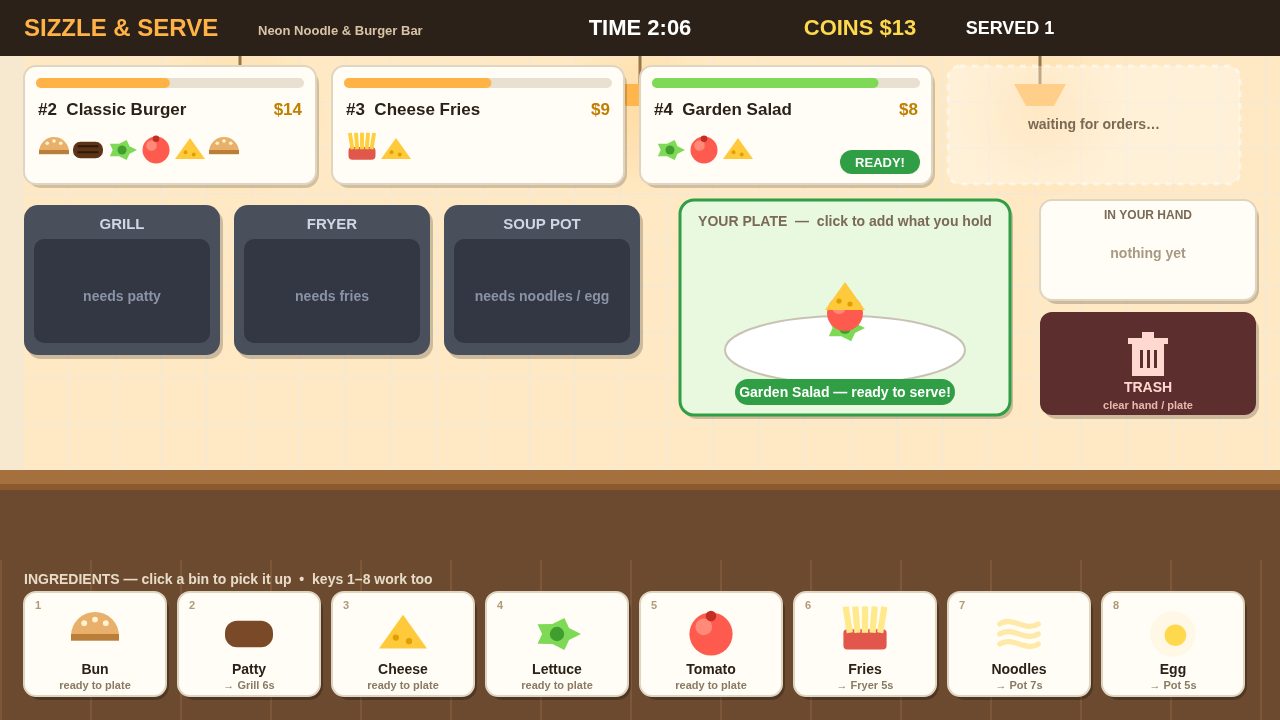 SIZZLE & SERVE
Neon Noodle & Burger Bar
TIME 2:06
COINS $13
SERVED 1
#2 Classic Burger $14
#3 Cheese Fries $9
#4 Garden Salad $8
READY!
waiting for orders…
GRILL
needs patty
FRYER
needs fries
SOUP POT
needs noodles / egg
YOUR PLATE — click to add what you hold
Garden Salad — ready to serve!
IN YOUR HAND
nothing yet
TRASH
clear hand / plate
INGREDIENTS — click a bin to pick it up • keys 1–8 work too
1
Bun
ready to plate
2
Patty
→ Grill 6s
3
Cheese
ready to plate
4
Lettuce
ready to plate
5
Tomato
ready to plate
6
Fries
→ Fryer 5s
7
Noodles
→ Pot 7s
8
Egg
→ Pot 5s